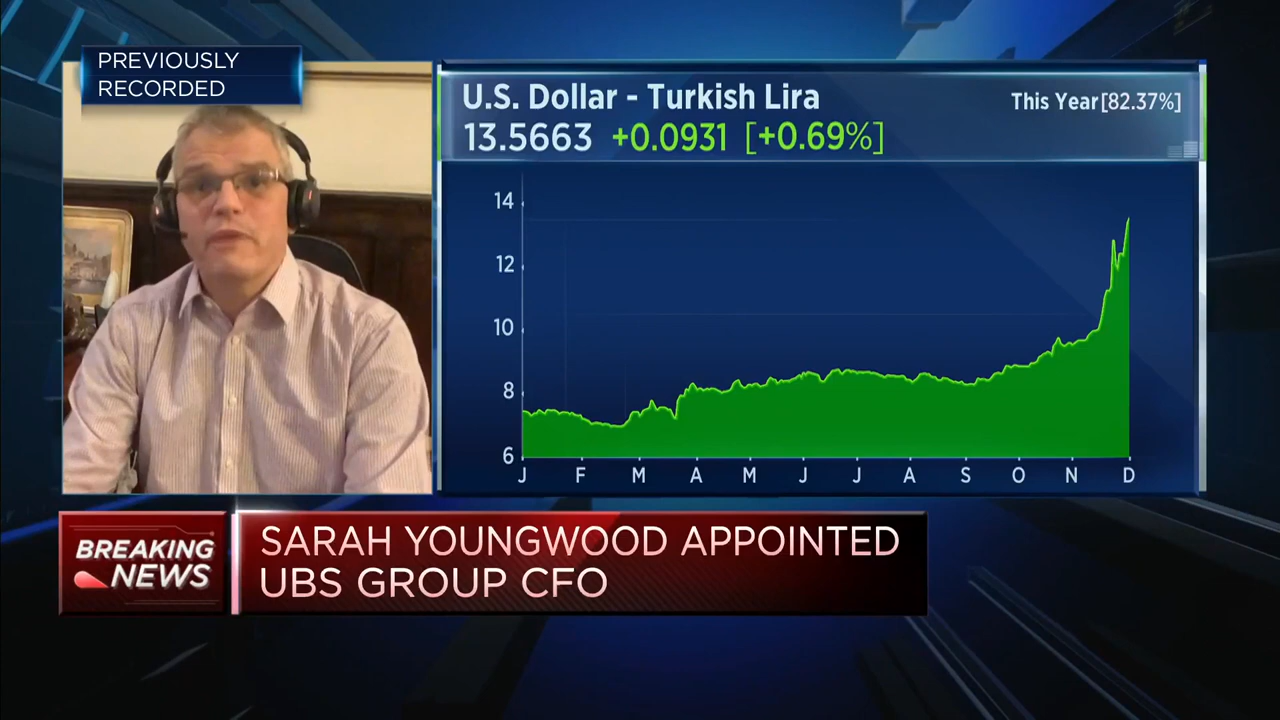 PREVIOUSLY
RECORDED
U.S. Dollar - Turkish Lira
This Year[82.37%]
13.5663 +0.0931 [+0.69%]
14
12
10
8
6
J F M A M J J A S O N D
BREAKING
NEWS
SARAH YOUNGWOOD APPOINTED
UBS GROUP CFO